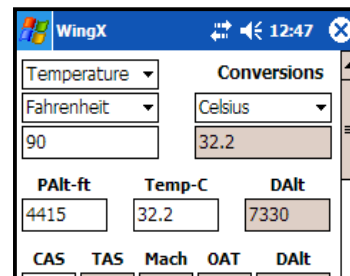 WingX 12:47
Temperature Conversions
Fahrenheit Celsius
90 32.2
PAlt-ft Temp-C DAlt
4415 32.2 7330
CAS TAS Mach OAT DAlt